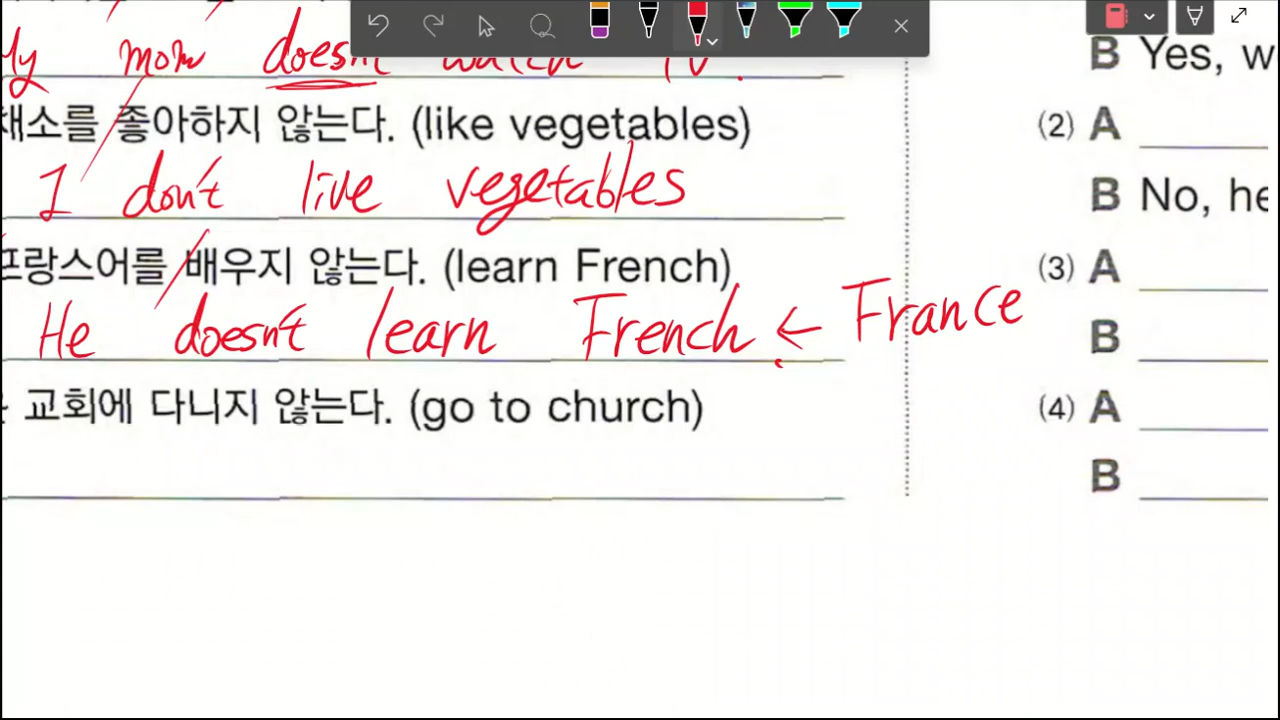 My mom doesn't watch TV.
채소를 좋아하지 않는다. (like vegetables)
I don't live vegetables
프랑스어를 배우지 않는다. (learn French)
He doesn't learn French ← France
교회에 다니지 않는다. (go to church)
B Yes, w
(2) A
B No, he
(3) A
B
(4) A
B